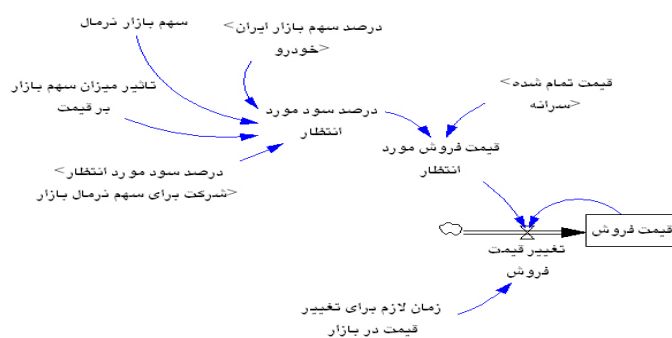 سهم بازار نرمال
<درصد سهم بازار ایران
خودرو>
تاثیر میزان سهم بازار
بر قیمت
درصد سود مورد
انتظار
<قیمت تمام شده
سرانه>
<درصد سود مورد انتظار
شرکت برای سهم نرمال بازار>
قیمت فروش مورد
انتظار
قیمت فروش
تغییر قیمت
فروش
زمان لازم برای تغییر
قیمت در بازار